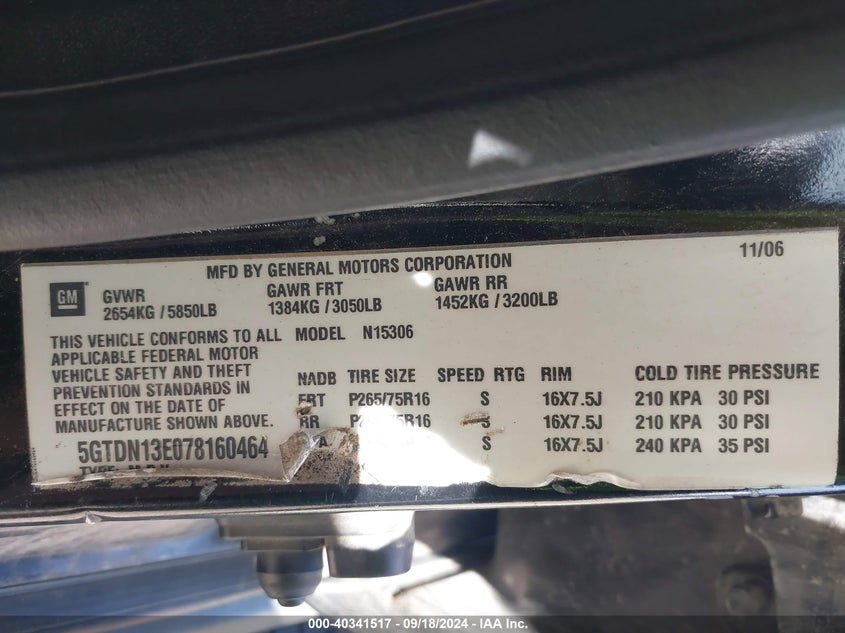 MFD BY GENERAL MOTORS CORPORATION 11/06
GM
GVWR GAWR FRT GAWR RR
2654KG / 5850LB 1384KG / 3050LB 1452KG / 3200LB
THIS VEHICLE CONFORMS TO ALL MODEL N15306
APPLICABLE FEDERAL MOTOR
VEHICLE SAFETY AND THEFT
PREVENTION STANDARDS IN
EFFECT ON THE DATE OF
MANUFACTURE SHOWN ABOVE.
NADB TIRE SIZE SPEED RTG RIM COLD TIRE PRESSURE
FRT P265/75R16 S 16X7.5J 210 KPA 30 PSI
RR S 16X7.5J 210 KPA 30 PSI
S 16X7.5J 240 KPA 35 PSI
5GTDN13E078160464
TYPE:
000-40341517 - 09/18/2024 - IAA Inc.